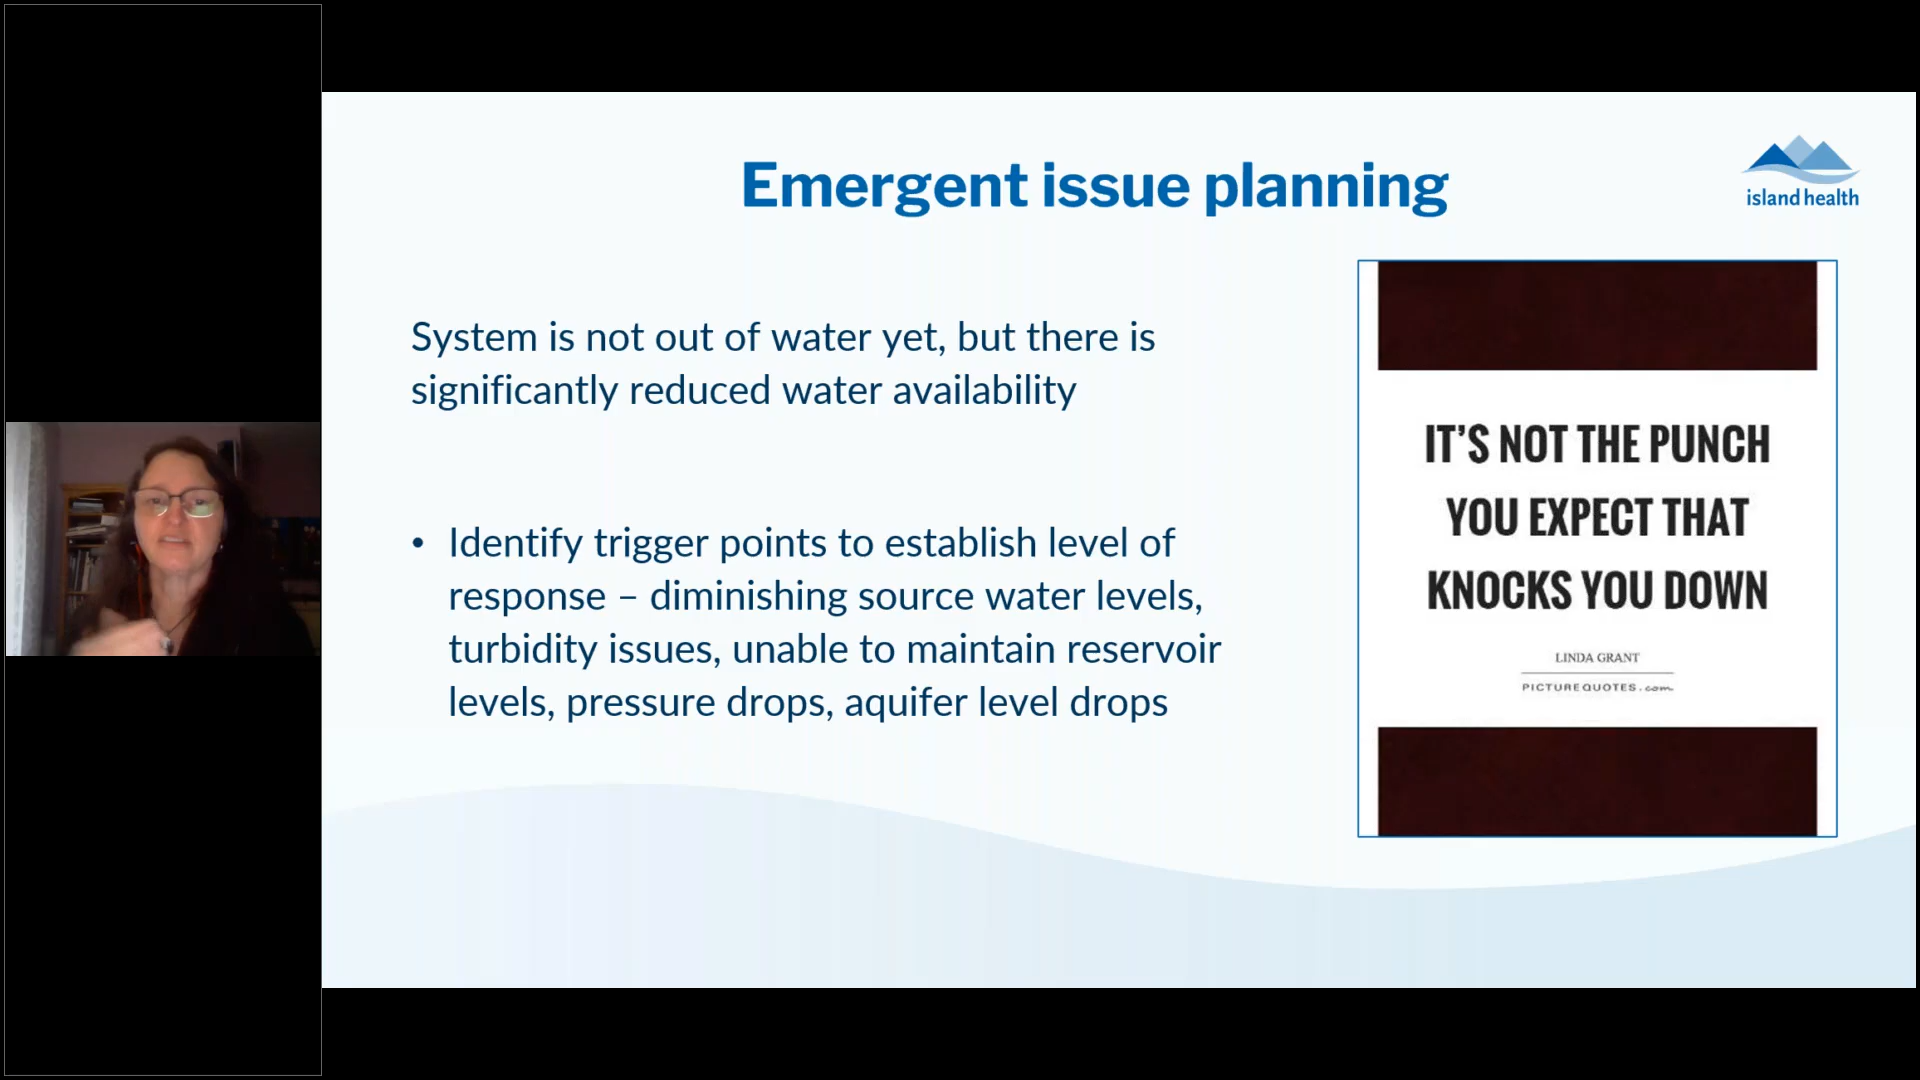 Emergent issue planning
island health
System is not out of water yet, but there is
significantly reduced water availability
• Identify trigger points to establish level of
response – diminishing source water levels,
turbidity issues, unable to maintain reservoir
levels, pressure drops, aquifer level drops
IT'S NOT THE PUNCH
YOU EXPECT THAT
KNOCKS YOU DOWN
LINDA GRANT
PICTUREQUOTES.com